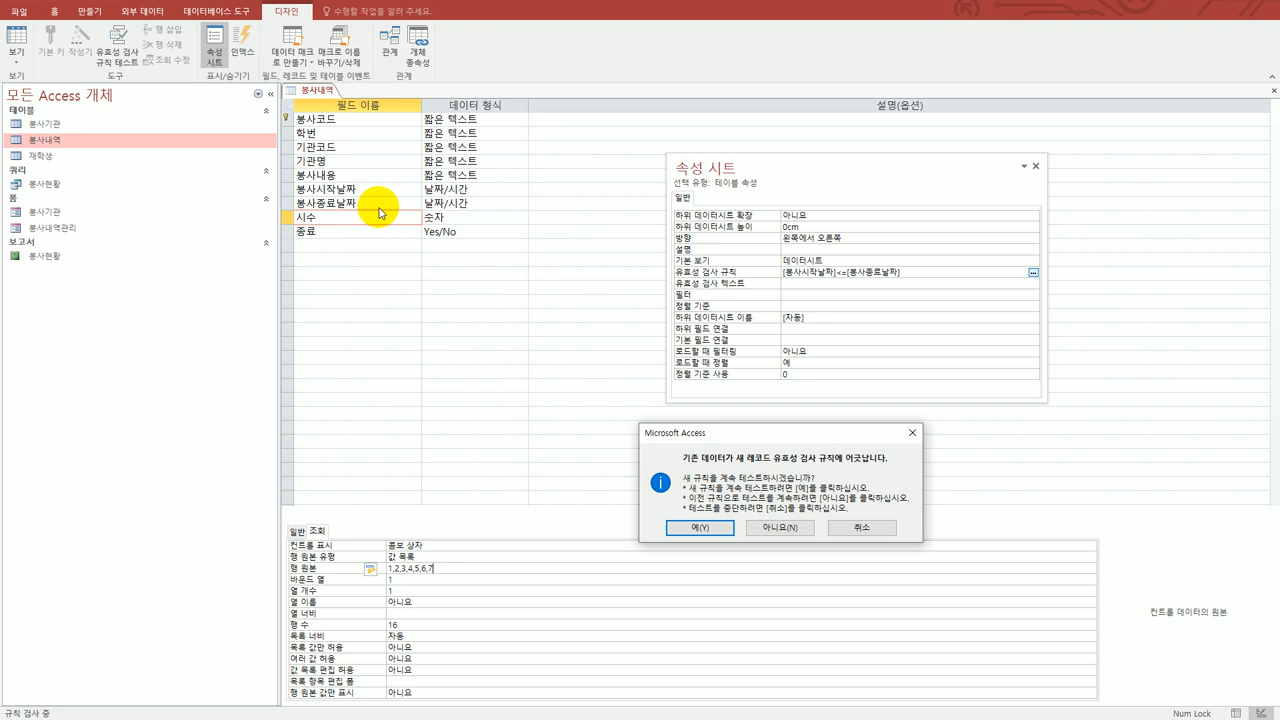 파일 홈 만들기 외부 데이터 데이터베이스 도구 디자인 수행할 작업을 알려 주세요.
보기
기본 키
작성기
유효성 검사
규칙 테스트
행 삽입
행 삭제
조회 수정
속성
시트
인덱스
데이터 매크
로 만들기
매크로 이름
바꾸기/삭제
관계
개체
종속성
보기 도구 표시/숨기기 필드, 레코드 및 테이블 이벤트 관계
모든 Access 개체
테이블
봉사기관
봉사내역
재학생
쿼리
봉사현황
폼
봉사기관
봉사내역관리
보고서
봉사현황
봉사내역
필드 이름 데이터 형식 설명(옵션)
봉사코드 짧은 텍스트
학번 짧은 텍스트
기관코드 짧은 텍스트
기관명 짧은 텍스트
봉사내용 짧은 텍스트
봉사시작날짜 날짜/시간
봉사종료날짜 날짜/시간
시수 숫자
종료 Yes/No
속성 시트
선택 유형: 테이블 속성
일반
하위 데이터시트 확장 아니요
하위 데이터시트 높이 0cm
방향 왼쪽에서 오른쪽
설명
기본 보기 데이터시트
유효성 검사 규칙 [봉사시작날짜]<=[봉사종료날짜]
유효성 검사 텍스트
필터
정렬 기준
하위 데이터시트 이름 [자동]
하위 필드 연결
기본 필드 연결
로드할 때 필터링 아니요
로드할 때 정렬 예
정렬 기준 사용 0
Microsoft Access
기존 데이터가 새 레코드 유효성 검사 규칙에 어긋납니다.
새 규칙을 계속 테스트하시겠습니까?
* 새 규칙을 계속 테스트하려면 [예]를 클릭하십시오.
* 이전 규칙으로 테스트를 계속하려면 [아니요]를 클릭하십시오.
* 테스트를 중단하려면 [취소]를 클릭하십시오.
예(Y) 아니요(N) 취소
일반 조회
컨트롤 표시 콤보 상자
행 원본 유형 값 목록
행 원본 1,2,3,4,5,6,7
바운드 열 1
열 개수 1
열 이름 아니요
열 너비
행 수 16
목록 너비 자동
목록 값만 허용 아니요
여러 값 허용 아니요
값 목록 편집 허용 아니요
목록 항목 편집 폼
행 원본 값만 표시 아니요
컨트롤 데이터의 원본
규칙 검사 중 Num Lock